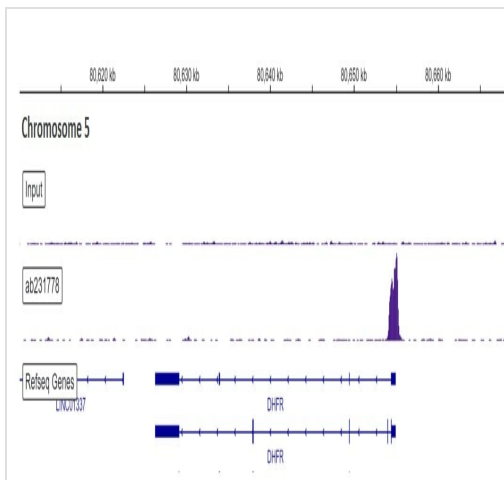 80,620 kb 80,630 kb 80,640 kb 80,650 kb 80,660 kb
Chromosome 5
Input
ab231778
Refseq Genes
LINC01337 DHFR
DHFR